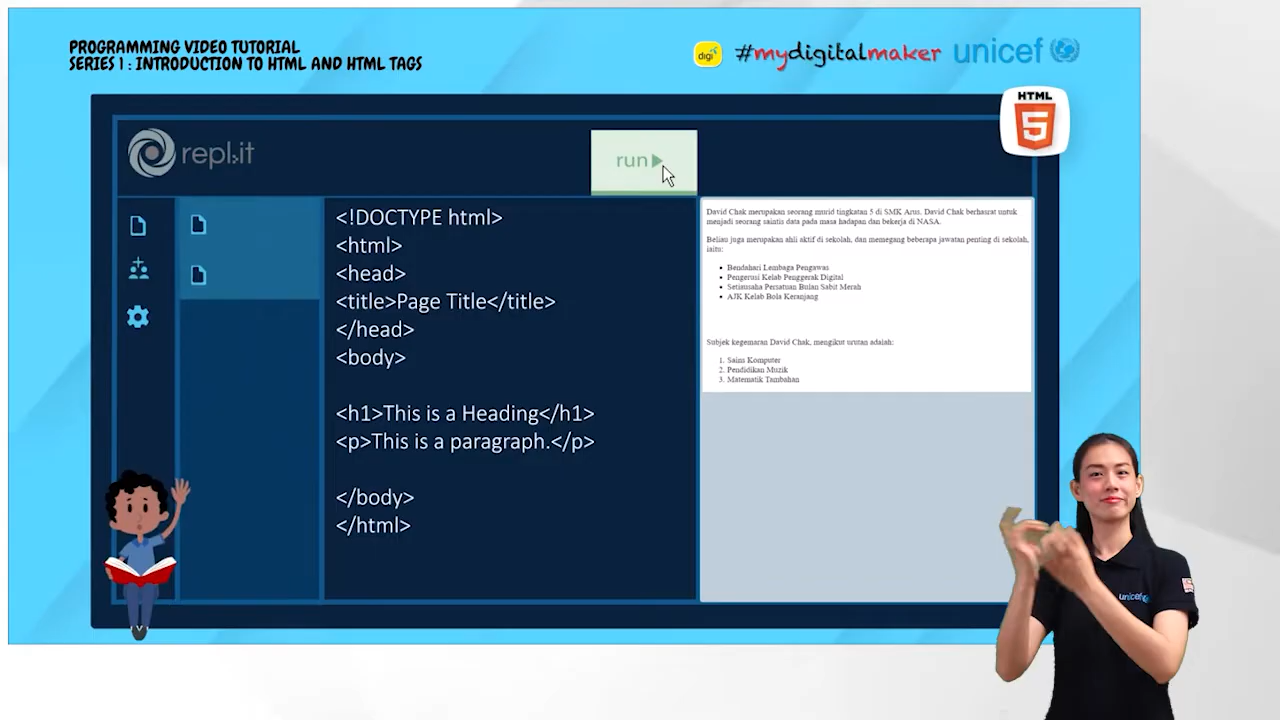 PROGRAMMING VIDEO TUTORIAL
SERIES 1 : INTRODUCTION TO HTML AND HTML TAGS
digi
#mydigitalmaker
unicef
HTML
5
repl.it
run
<!DOCTYPE html>
<html>
<head>
<title>Page Title</title>
</head>
<body>
<h1>This is a Heading</h1>
<p>This is a paragraph.</p>
</body>
</html>
David Chak merupakan seorang murid tingkatan 5 di SMK Arus. David Chak berhasrat untuk
menjadi seorang saintis data pada masa hadapan dan bekerja di NASA.
Beliau juga merupakan ahli aktif di sekolah, dan memegang beberapa jawatan penting di sekolah,
iaitu:
• Bendahari Lembaga Pengawas
• Pengerusi Kelab Penggerak Digital
• Setiausaha Persatuan Bulan Sabit Merah
• AJK Kelab Bola Keranjang
Subjek kegemaran David Chak, mengikut urutan adalah:
1. Sains Komputer
2. Pendidikan Muzik
3. Matematik Tambahan
unicef